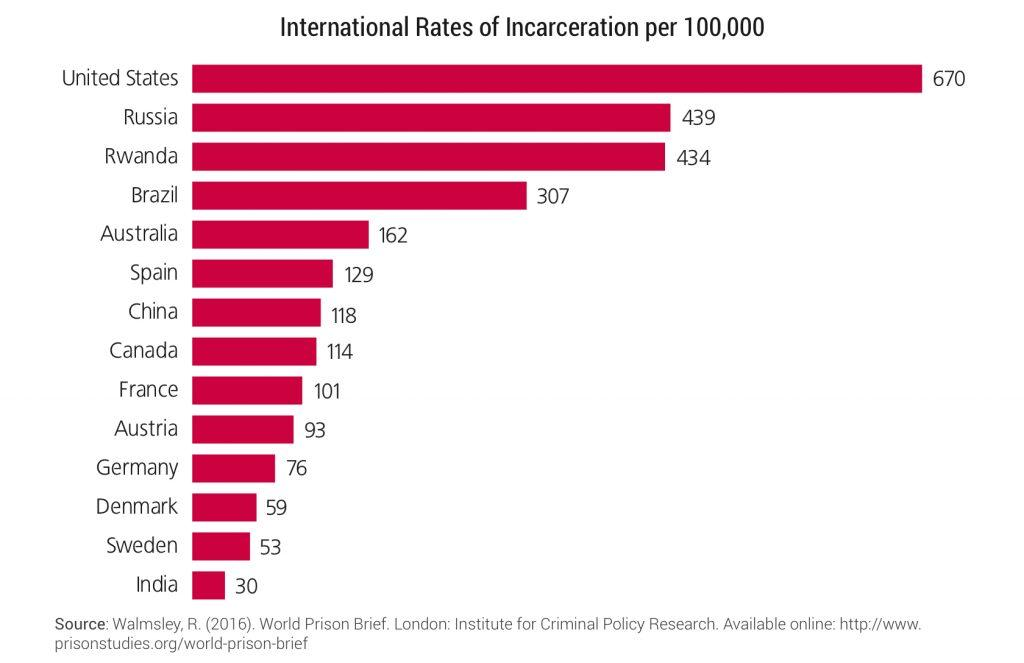 International Rates of Incarceration per 100,000
United States 670
Russia 439
Rwanda 434
Brazil 307
Australia 162
Spain 129
China 118
Canada 114
France 101
Austria 93
Germany 76
Denmark 59
Sweden 53
India 30
Source: Walmsley, R. (2016). World Prison Brief. London: Institute for Criminal Policy Research. Available online: http://www.
prisonstudies.org/world-prison-brief